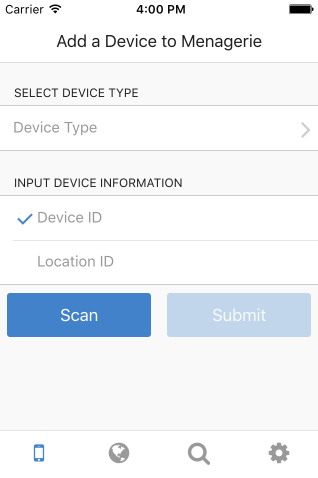 Carrier 4:00 PM
Add a Device to Menagerie
SELECT DEVICE TYPE
Device Type
INPUT DEVICE INFORMATION
Device ID
Location ID
Scan Submit